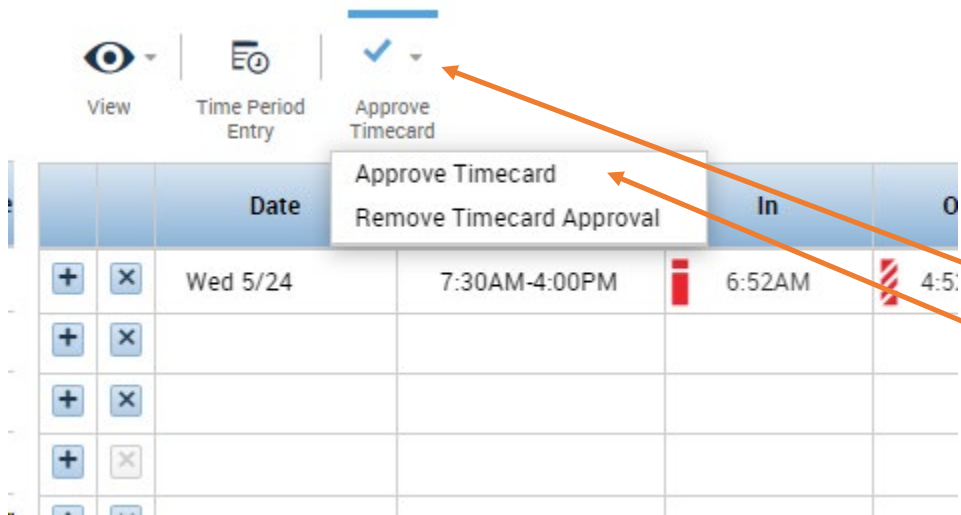 View
Time Period
Entry
Approve
Timecard
Approve Timecard
Remove Timecard Approval
Date
In
Wed 5/24
7:30AM-4:00PM
6:52AM